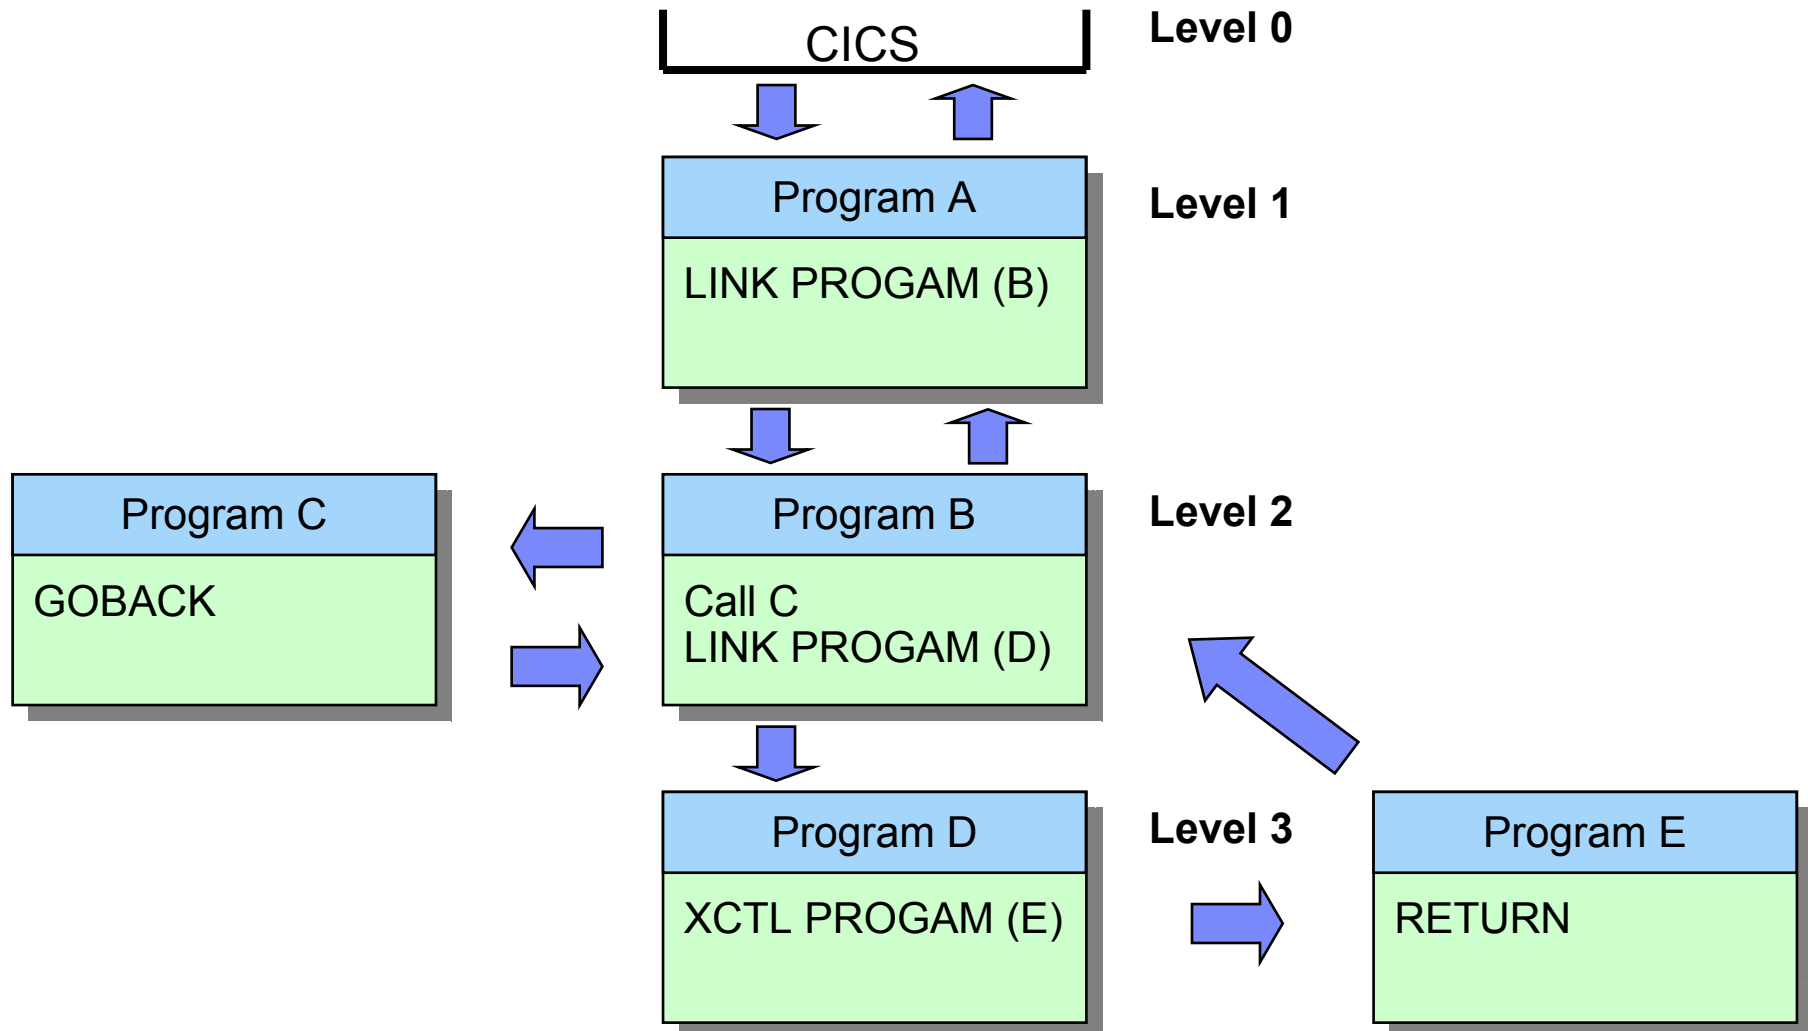 CICS
Level 0
Program A
Level 1
LINK PROGAM (B)
Program C
GOBACK
Program B
Level 2
Call C
LINK PROGAM (D)
Program D
Level 3
XCTL PROGAM (E)
Program E
RETURN